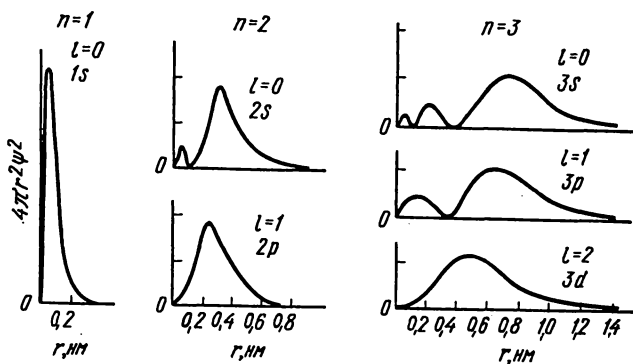 n=1
l=0
1s
4πr²ψ²
0
0,2
r, нм
n=2
l=0
2s
0
l=1
2p
0
0,2 0,4 0,6 0,8
r, нм
n=3
l=0
3s
0
l=1
3p
0
l=2
3d
0
0,2 0,4 0,6 0,8 1,0 1,2 1,4
r, нм